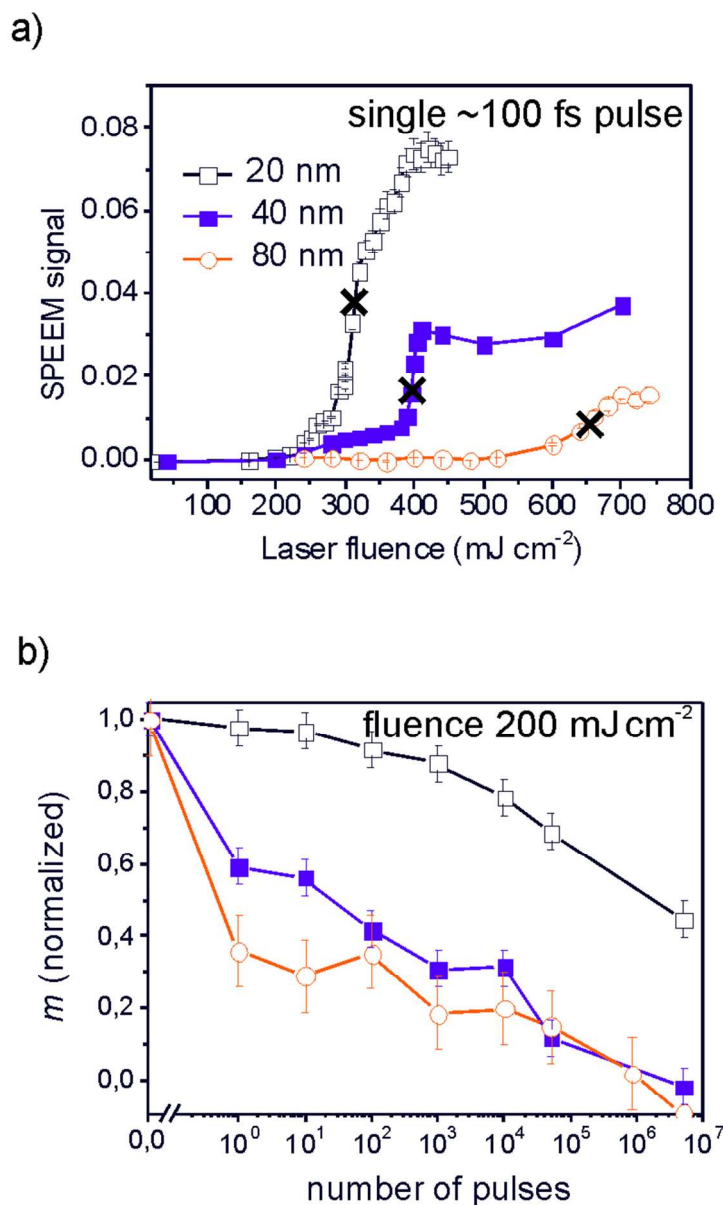 a)
single ~100 fs pulse
20 nm
40 nm
80 nm
SPEEM signal
0.08
0.06
0.04
0.02
0.00
100 200 300 400 500 600 700 800
Laser fluence (mJ cm⁻²)
b)
fluence 200 mJcm⁻²
m (normalized)
1,0
0,8
0,6
0,4
0,2
0,0
0,0 10⁰ 10¹ 10² 10³ 10⁴ 10⁵ 10⁶ 10⁷
number of pulses